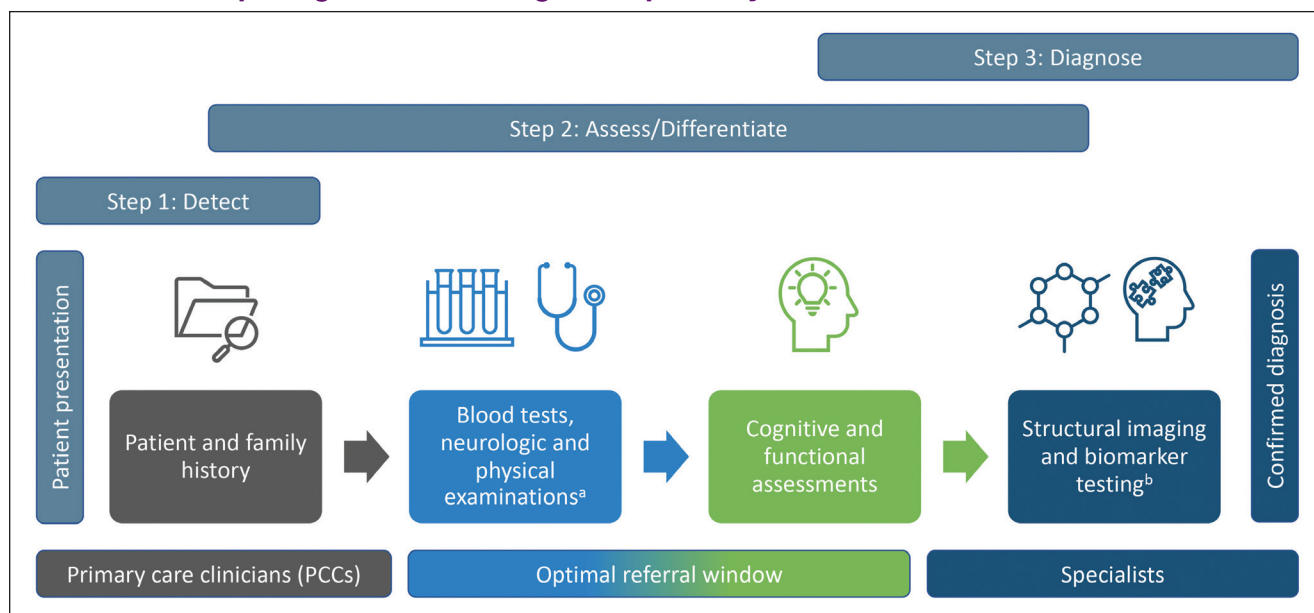 Step 3: Diagnose
Step 2: Assess/Differentiate
Step 1: Detect
Patient presentation
Patient and family
history
Blood tests,
neurologic and
physical
examinationsᵃ
Cognitive and
functional
assessments
Structural imaging
and biomarker
testingᵇ
Confirmed diagnosis
Primary care clinicians (PCCs)
Optimal referral window
Specialists